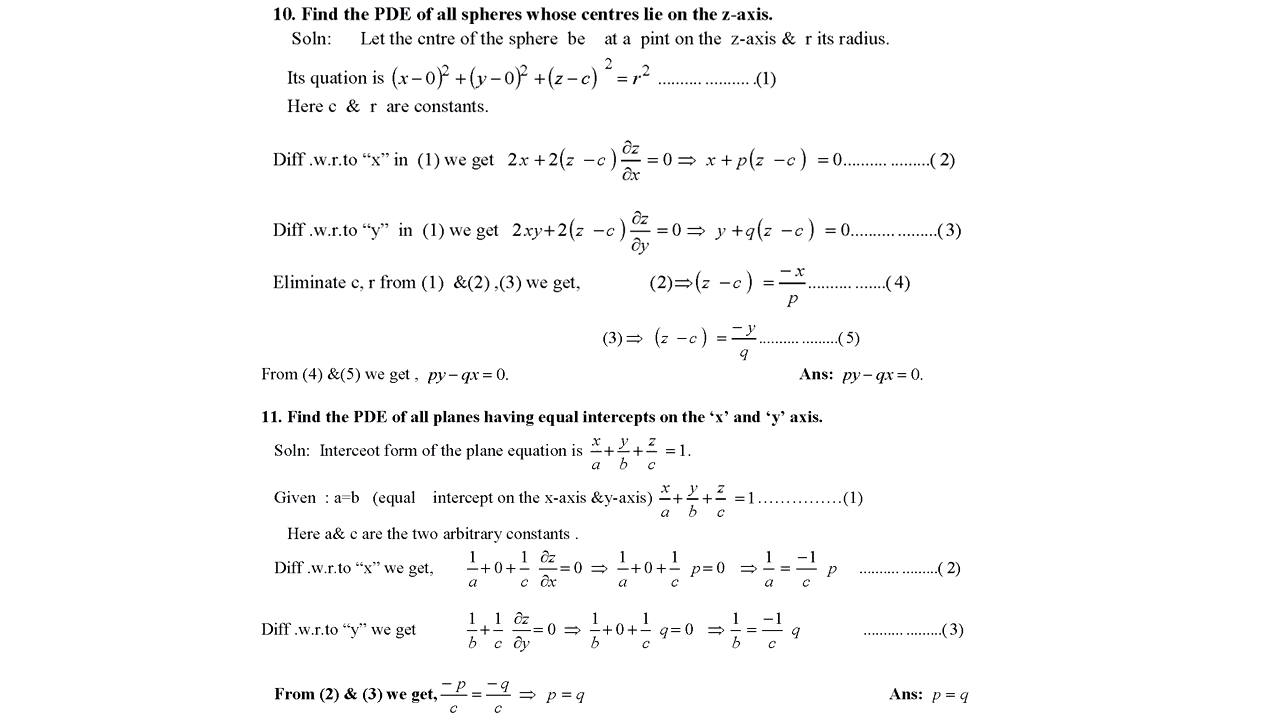 10. Find the PDE of all spheres whose centres lie on the z-axis.
Soln: Let the cntre of the sphere be at a pint on the z-axis & r its radius.
Its quation is (x−0)² +(y−0)² +(z−c)² = r² ....................(1)
Here c & r are constants.
Diff .w.r.to “x” in (1) we get 2x + 2(z −c) ∂z/∂x = 0 ⇒ x + p(z −c) = 0...................( 2)
Diff .w.r.to “y” in (1) we get 2xy+2(z −c) ∂z/∂y = 0 ⇒ y +q(z −c) = 0...................( 3)
Eliminate c, r from (1) &(2) ,(3) we get, (2)⇒(z −c) = −x/p .................( 4)
(3)⇒ (z −c) = −y/q ...................( 5)
From (4) &(5) we get , py− qx = 0. Ans: py− qx = 0.
11. Find the PDE of all planes having equal intercepts on the ‘x’ and ‘y’ axis.
Soln: Interceot form of the plane equation is x/a + y/b + z/c = 1.
Given : a=b (equal intercept on the x-axis &y-axis) x/a + y/b + z/c = 1……………(1)
Here a& c are the two arbitrary constants .
Diff .w.r.to “x” we get, 1/a + 0 + 1/c ∂z/∂x = 0 ⇒ 1/a + 0 + 1/c p = 0 ⇒ 1/a = −1/c p ...................( 2)
Diff .w.r.to “y” we get 1/b + 1/c ∂z/∂y = 0 ⇒ 1/b + 0 + 1/c q = 0 ⇒ 1/b = −1/c q ...................( 3)
From (2) & (3) we get, −p/c = −q/c ⇒ p = q Ans: p = q